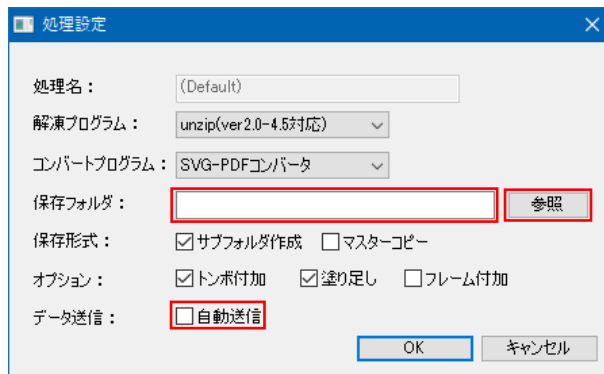 処理設定
処理名： (Default)
解凍プログラム： unzip(ver2.0-4.5対応)
コンバートプログラム： SVG-PDFコンバータ
保存フォルダ： 参照
保存形式： サブフォルダ作成 マスターコピー
オプション： トンボ付加 塗り足し フレーム付加
データ送信： 自動送信
OK キャンセル